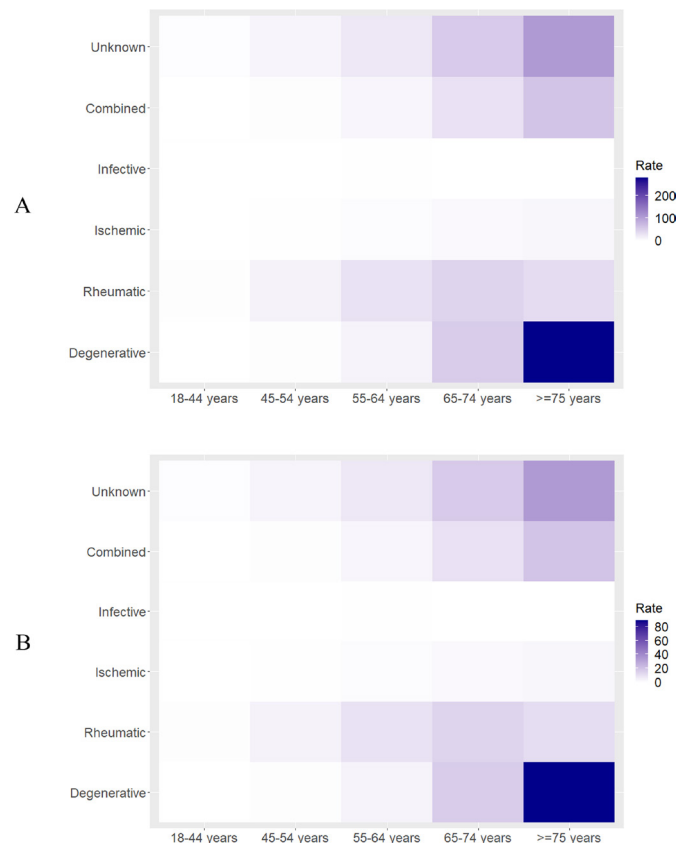 A
Unknown
Combined
Infective
Ischemic
Rheumatic
Degenerative
18-44 years 45-54 years 55-64 years 65-74 years >=75 years
Rate
200
100
0
B
Unknown
Combined
Infective
Ischemic
Rheumatic
Degenerative
18-44 years 45-54 years 55-64 years 65-74 years >=75 years
Rate
80
60
40
20
0